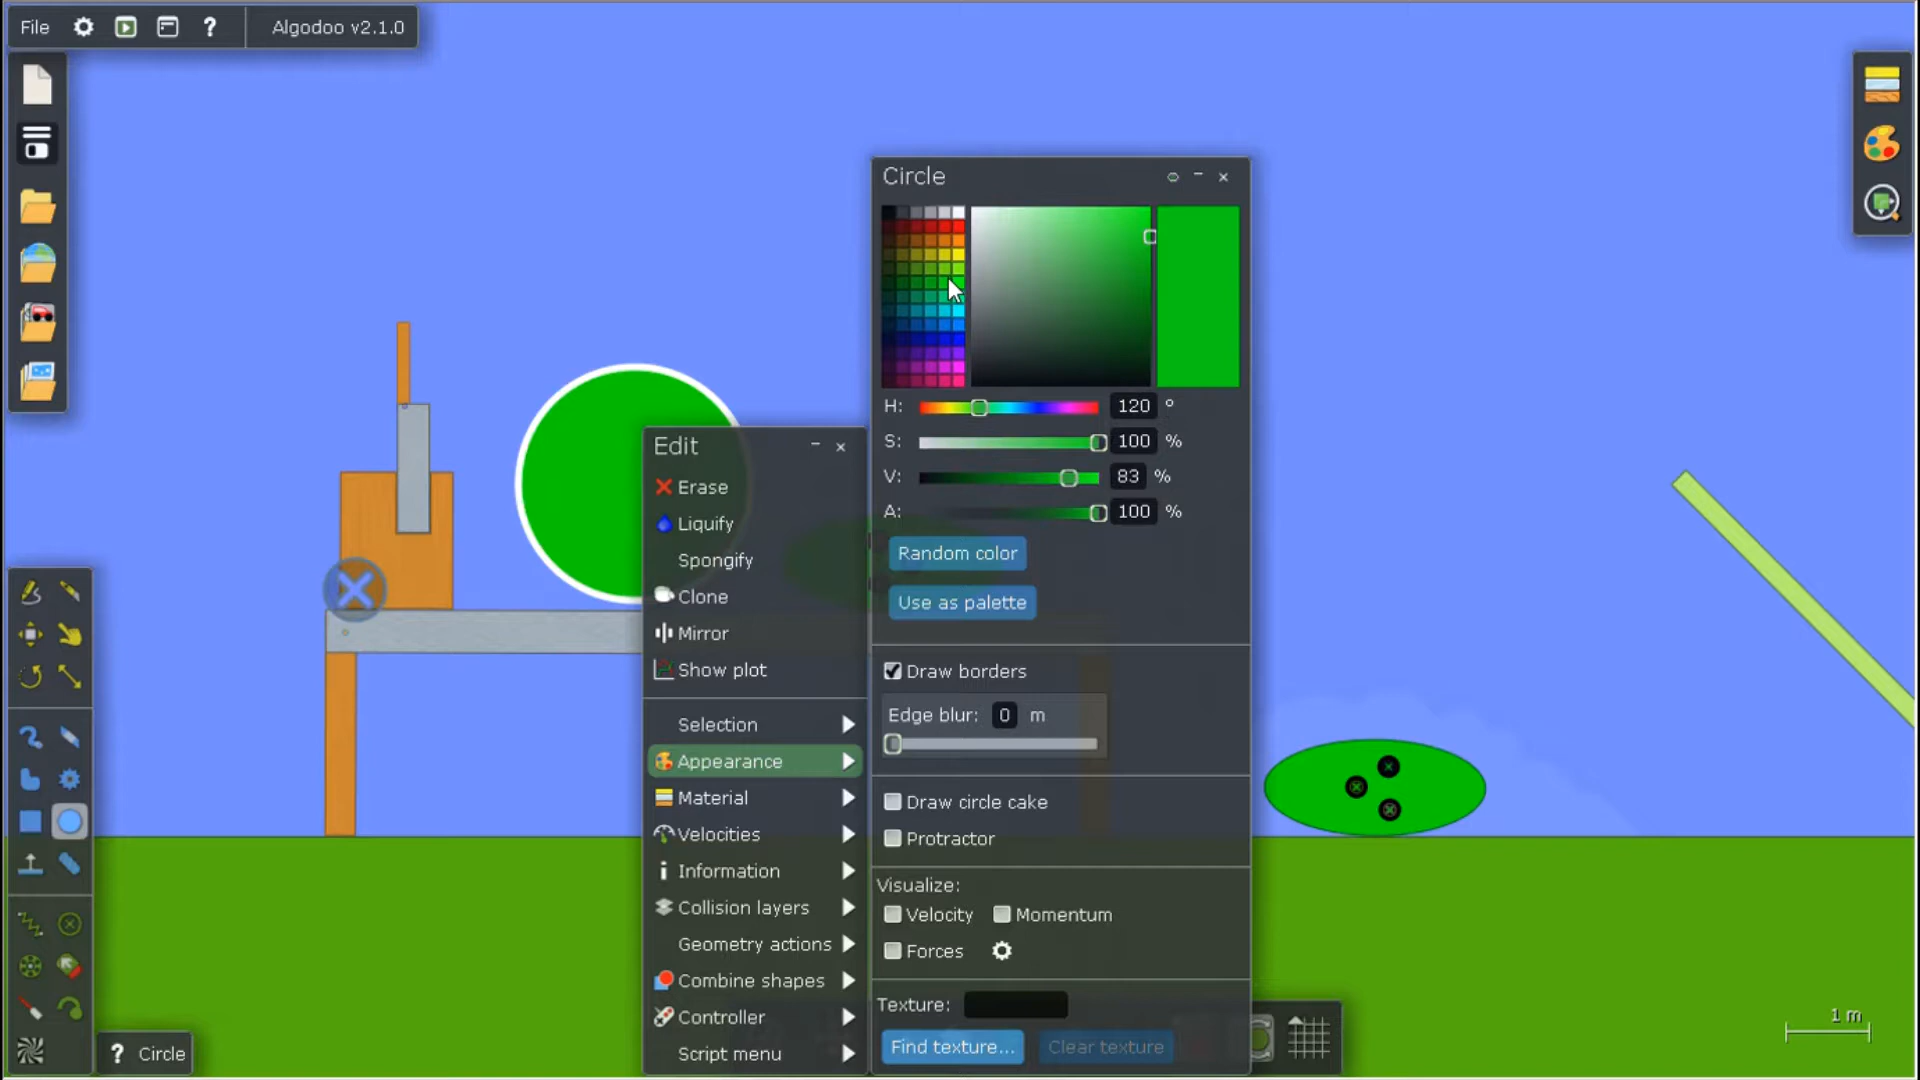 File
?
Algodoo v2.1.0
Circle
H: 120 °
S: 100 %
V: 83 %
A: 100 %
Random color
Use as palette
Draw borders
Edge blur: 0 m
Draw circle cake
Protractor
Visualize:
Velocity
Momentum
Forces
Texture:
Find texture...
Clear texture
Edit
Erase
Liquify
Spongify
Clone
Mirror
Show plot
Selection
Appearance
Material
Velocities
Information
Collision layers
Geometry actions
Combine shapes
Controller
Script menu
? Circle
1 m